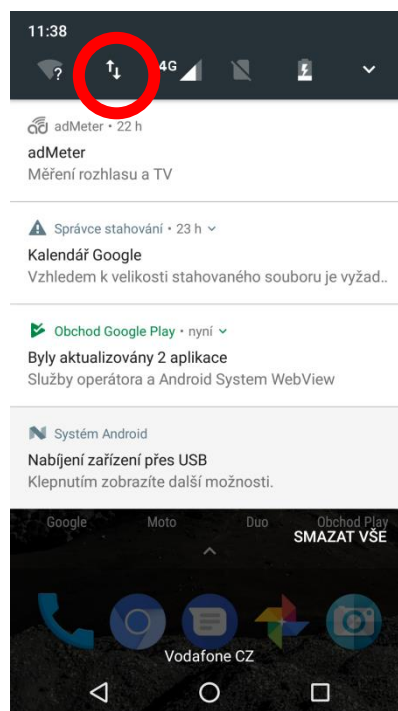 11:38
?
4G
adMeter • 22 h
adMeter
Měření rozhlasu a TV
Správce stahování • 23 h
Kalendář Google
Vzhledem k velikosti stahovaného souboru je vyžad..
Obchod Google Play • nyní
Byly aktualizovány 2 aplikace
Služby operátora a Android System WebView
Systém Android
Nabíjení zařízení přes USB
Klepnutím zobrazíte další možnosti.
Google Moto Duo Obchod Play
SMAZAT VŠE
Vodafone CZ